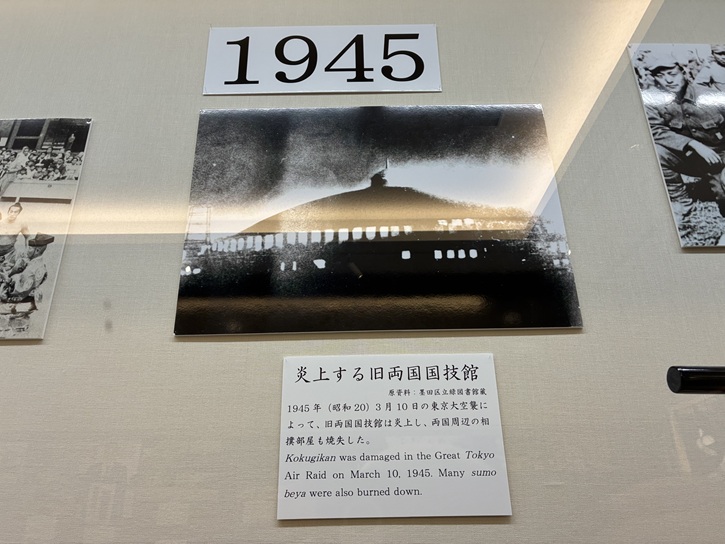 1945
炎上する旧両国国技館
原資料：墨田区立緑図書館蔵
1945年（昭和20）3月10日の東京大空襲に
よって、旧両国国技館は炎上し、両国周辺の相
撲部屋も焼失した。
Kokugikan was damaged in the Great Tokyo
Air Raid on March 10, 1945. Many sumo
beya were also burned down.